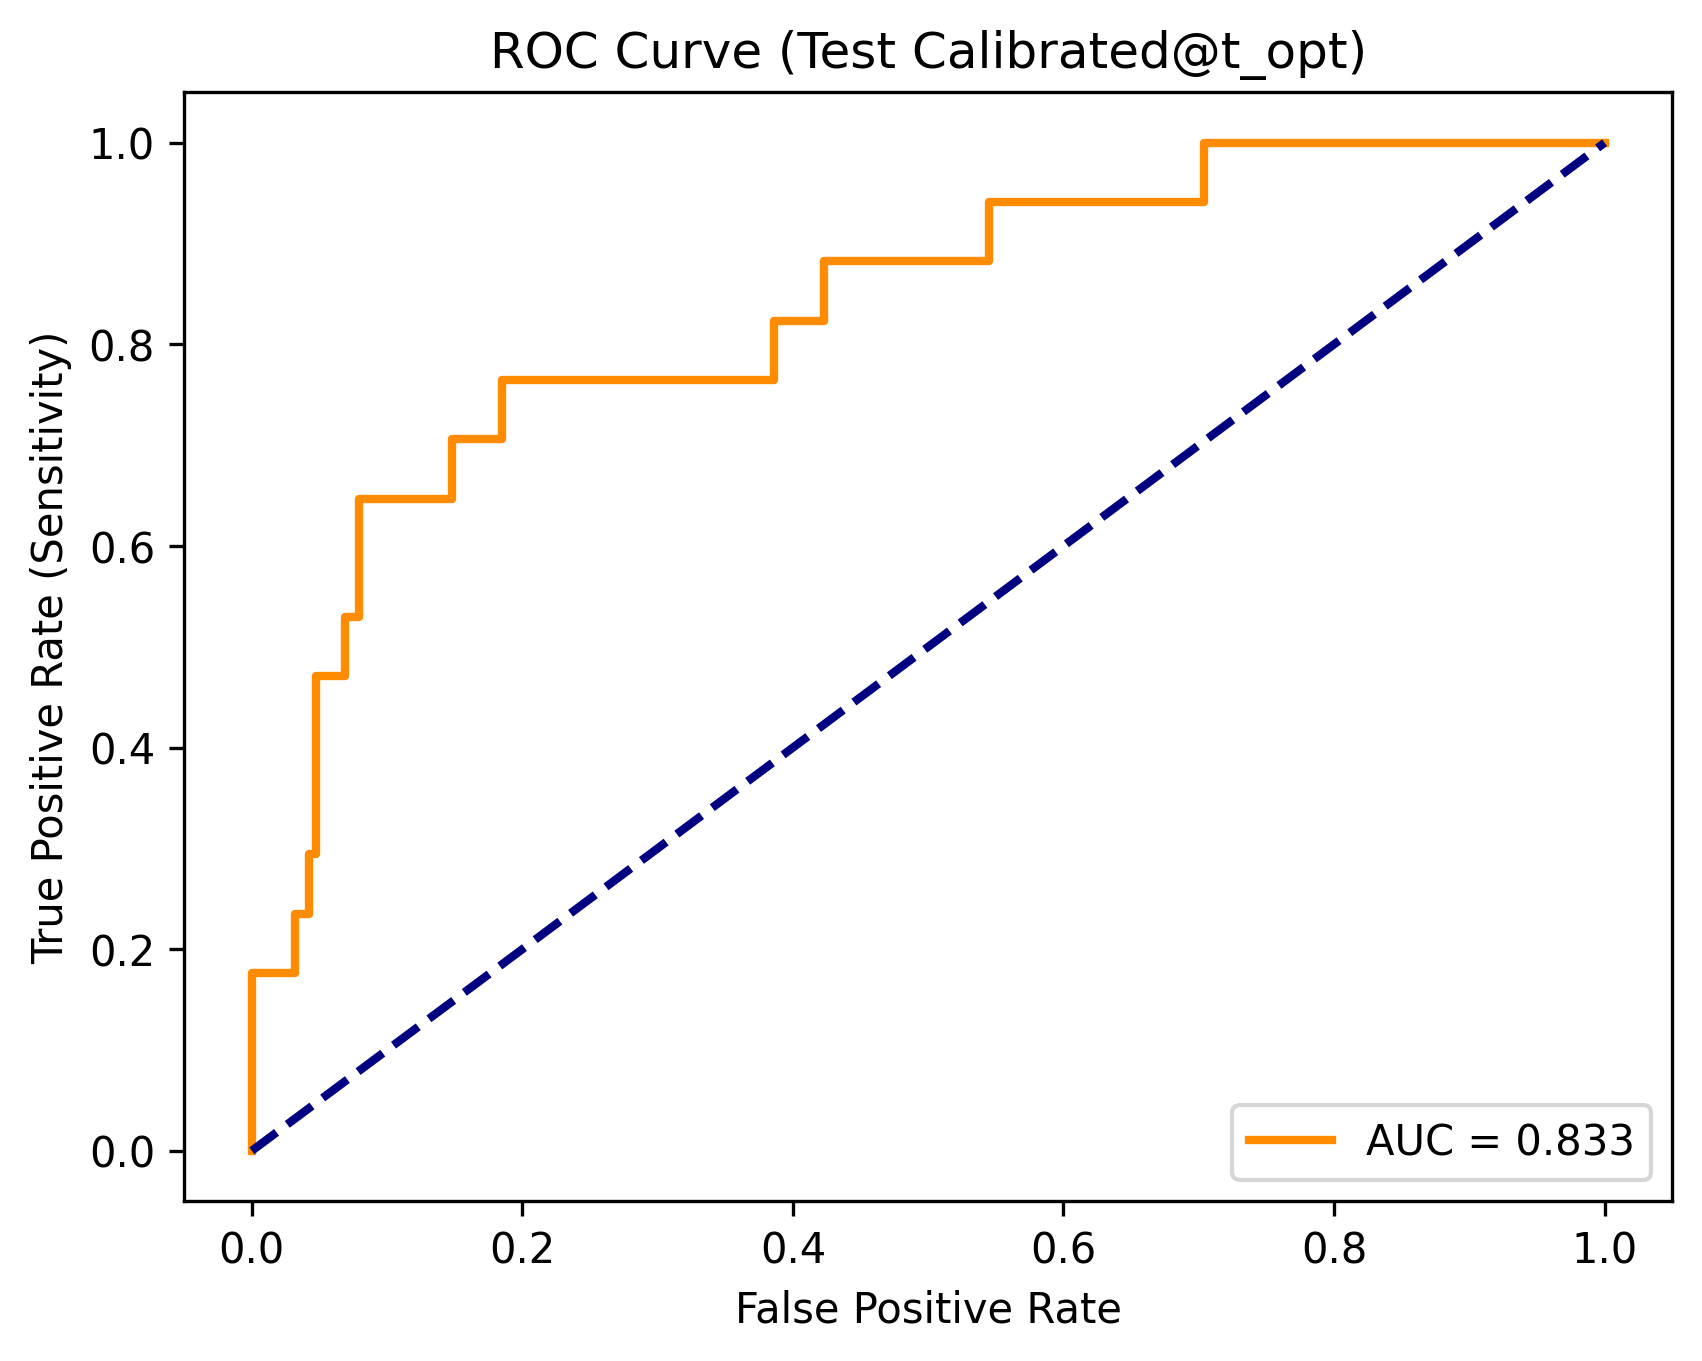 ROC Curve (Test Calibrated@t_opt)
True Positive Rate (Sensitivity)
1.0
0.8
0.6
0.4
0.2
0.0
AUC = 0.833
0.0 0.2 0.4 0.6 0.8 1.0
False Positive Rate